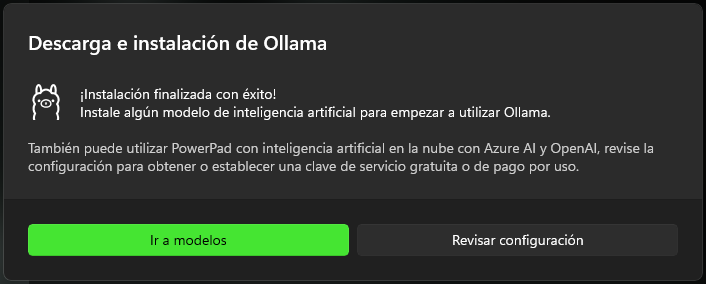 Descarga e instalación de Ollama
¡Instalación finalizada con éxito!
Instale algún modelo de inteligencia artificial para empezar a utilizar Ollama.
También puede utilizar PowerPad con inteligencia artificial en la nube con Azure AI y OpenAI, revise la
configuración para obtener o establecer una clave de servicio gratuita o de pago por uso.
Ir a modelos
Revisar configuración